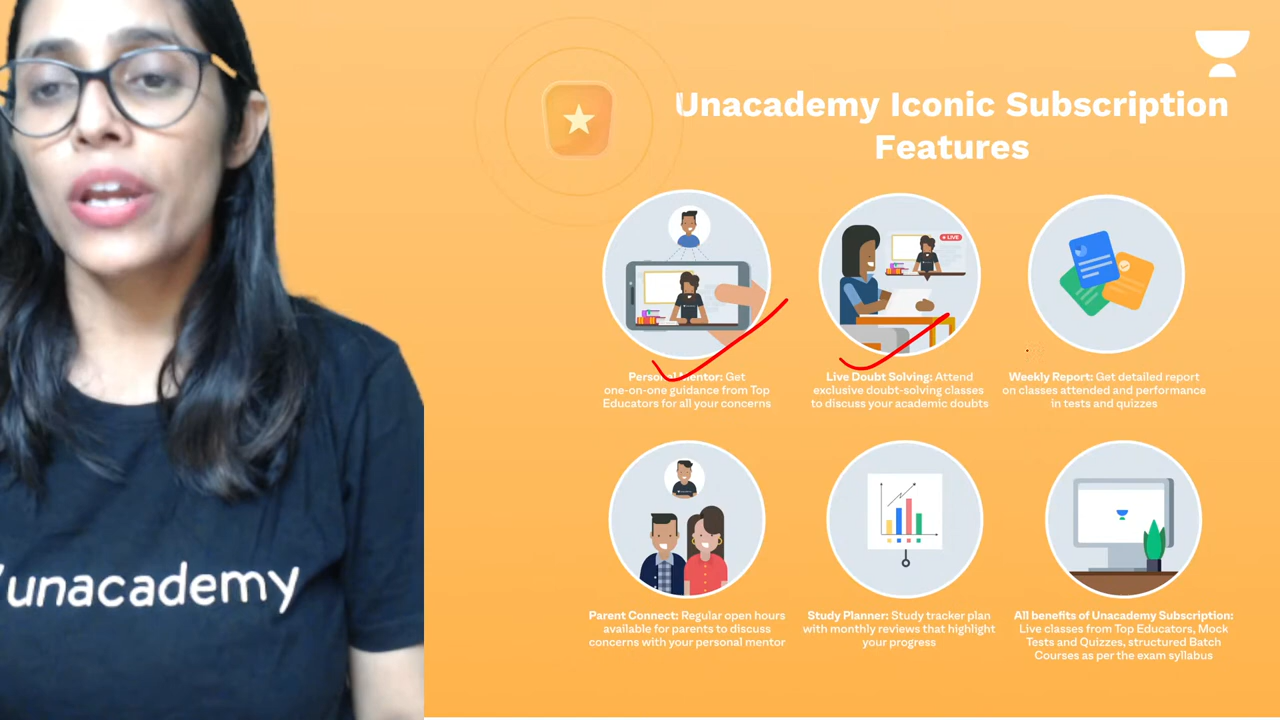 Unacademy Iconic Subscription
Features
LIVE
Personal Mentor: Get
one-on-one guidance from Top
Educators for all your concerns
Live Doubt Solving: Attend
exclusive doubt-solving classes
to discuss your academic doubts
Weekly Report: Get detailed report
on classes attended and performance
in tests and quizzes
Parent Connect: Regular open hours
available for parents to discuss
concerns with your personal mentor
Study Planner: Study tracker plan
with monthly reviews that highlight
your progress
All benefits of Unacademy Subscription:
Live classes from Top Educators, Mock
Tests and Quizzes, structured Batch
Courses as per the exam syllabus
unacademy